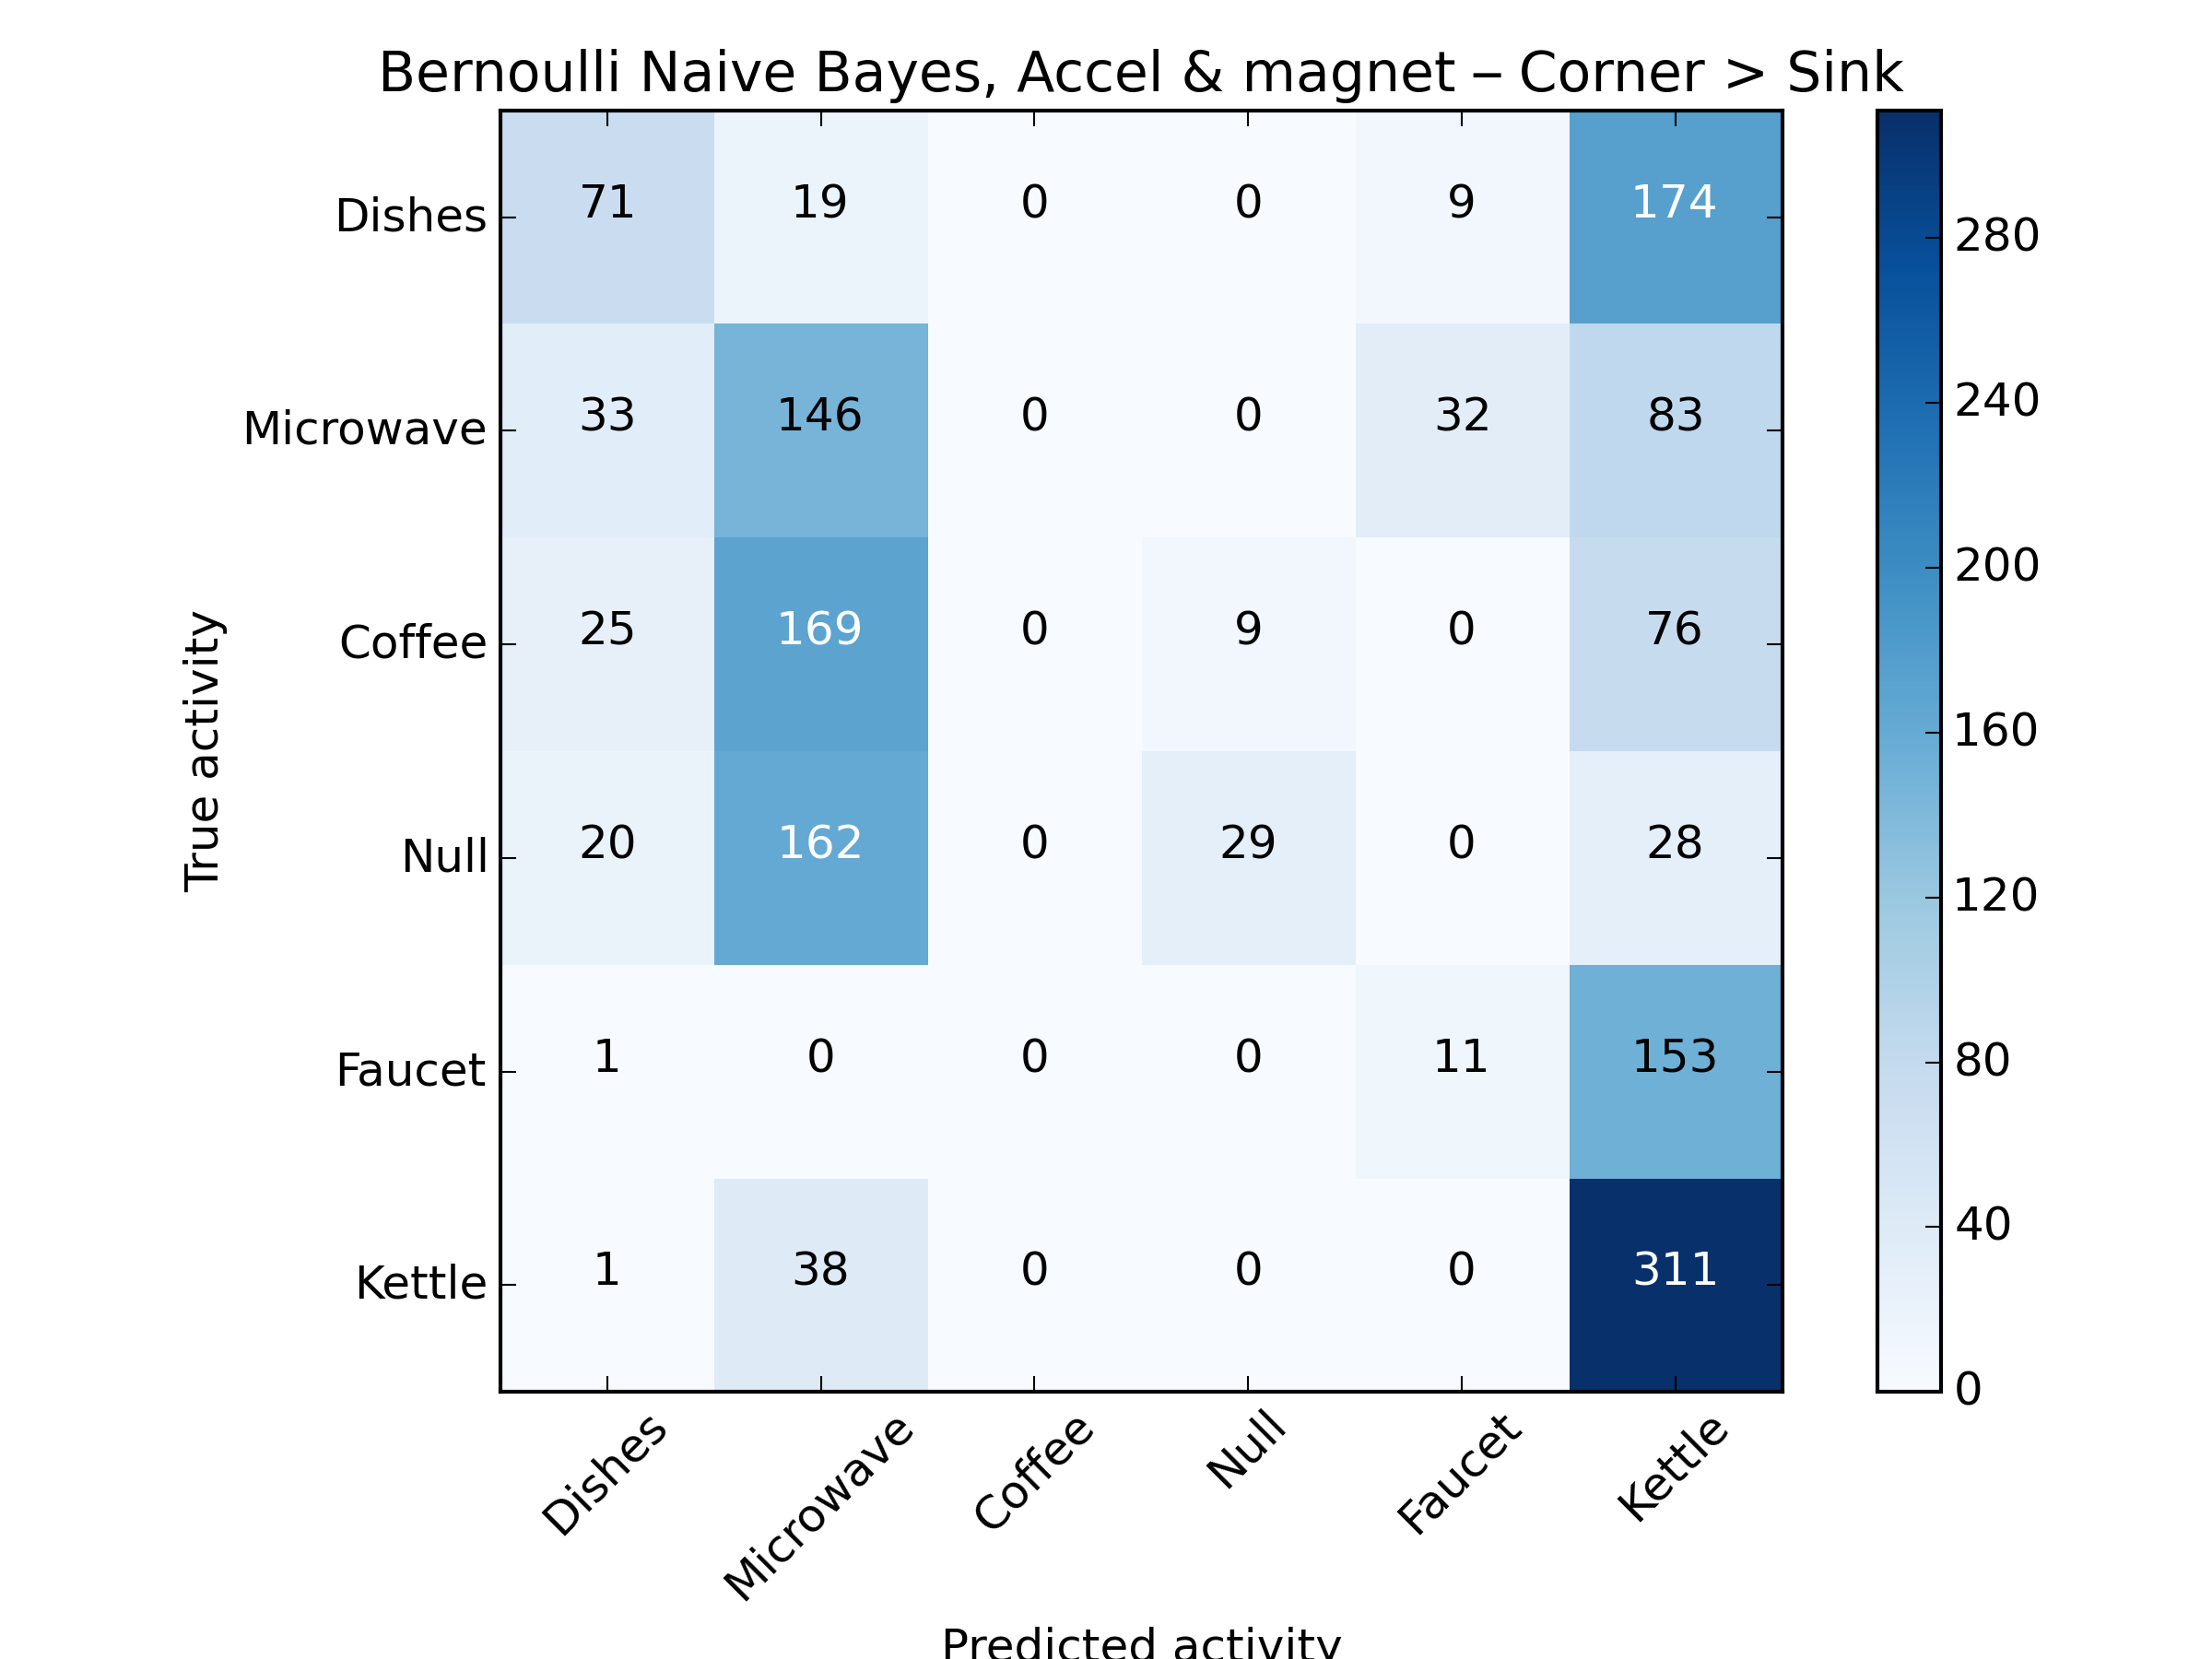 Bernoulli Naive Bayes, Accel & magnet – Corner > Sink
Dishes 71 19 0 0 9 174
Microwave 33 146 0 0 32 83
Coffee 25 169 0 9 0 76
Null 20 162 0 29 0 28
Faucet 1 0 0 0 11 153
Kettle 1 38 0 0 0 311
True activity
Dishes Microwave Coffee Null Faucet Kettle
Predicted activity
280
240
200
160
120
80
40
0